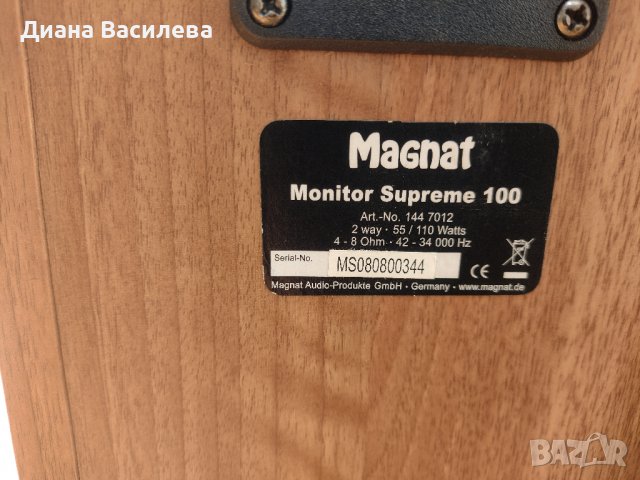 Диана Василева
Magnat
Monitor Supreme 100
Art.-No. 144 7012
2 way · 55 / 110 Watts
4 - 8 Ohm · 42 - 34 000 Hz
Serial-No. MS080800344 CE
Magnat Audio-Produkte GmbH · Germany · www.magnat.de
BAZAR